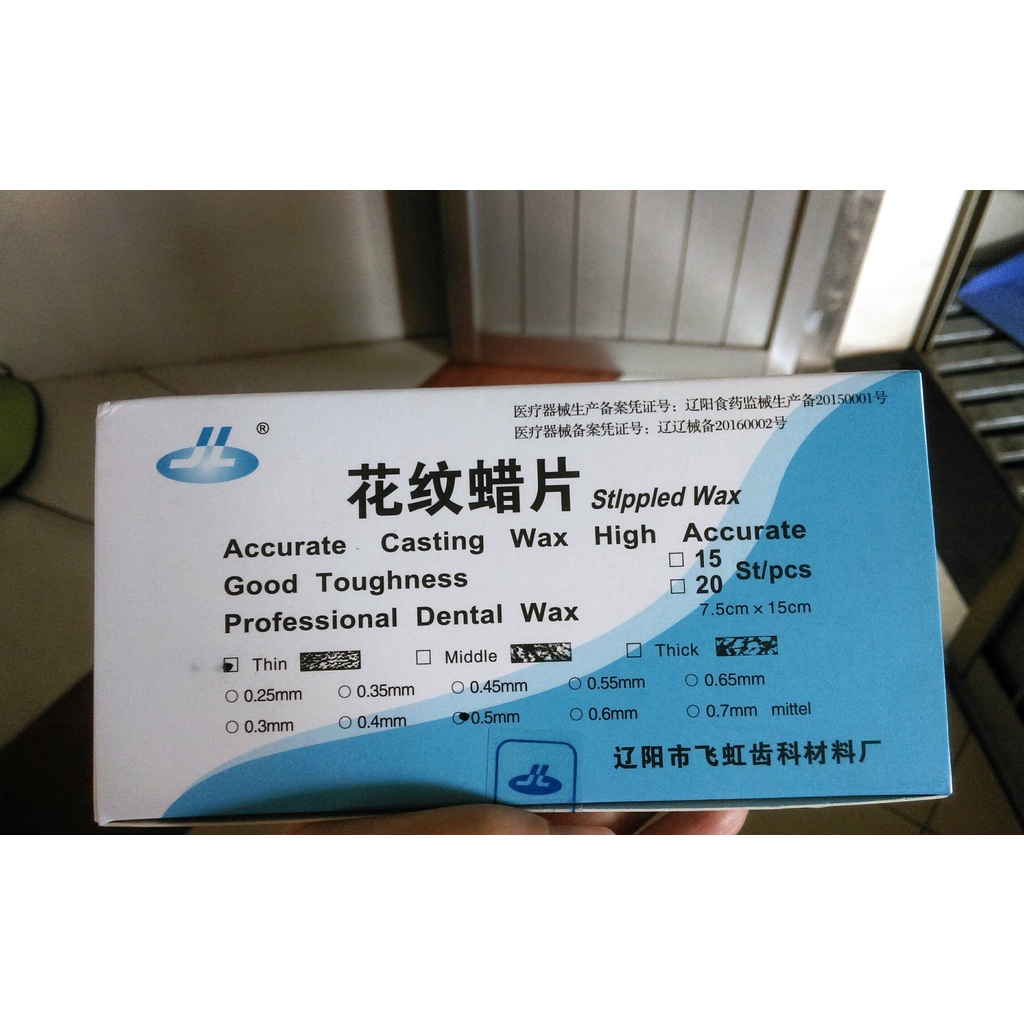 医疗器械生产备案凭证号：辽阳食药监械生产备20150001号
医疗器械备案凭证号：辽辽械备20160002号
JL ®
花纹蜡片 Stlppled Wax
Accurate Casting Wax High Accurate
Good Toughness
Professional Dental Wax
□ 15
□ 20
St/pcs
7.5cm×15cm
□ Thin □ Middle □ Thick
○ 0.25mm ○ 0.35mm ○ 0.45mm ○ 0.55mm ○ 0.65mm
○ 0.3mm ○ 0.4mm ○ 0.5mm ○ 0.6mm ○ 0.7mm mittel
辽阳市飞虹齿科材料厂
JL